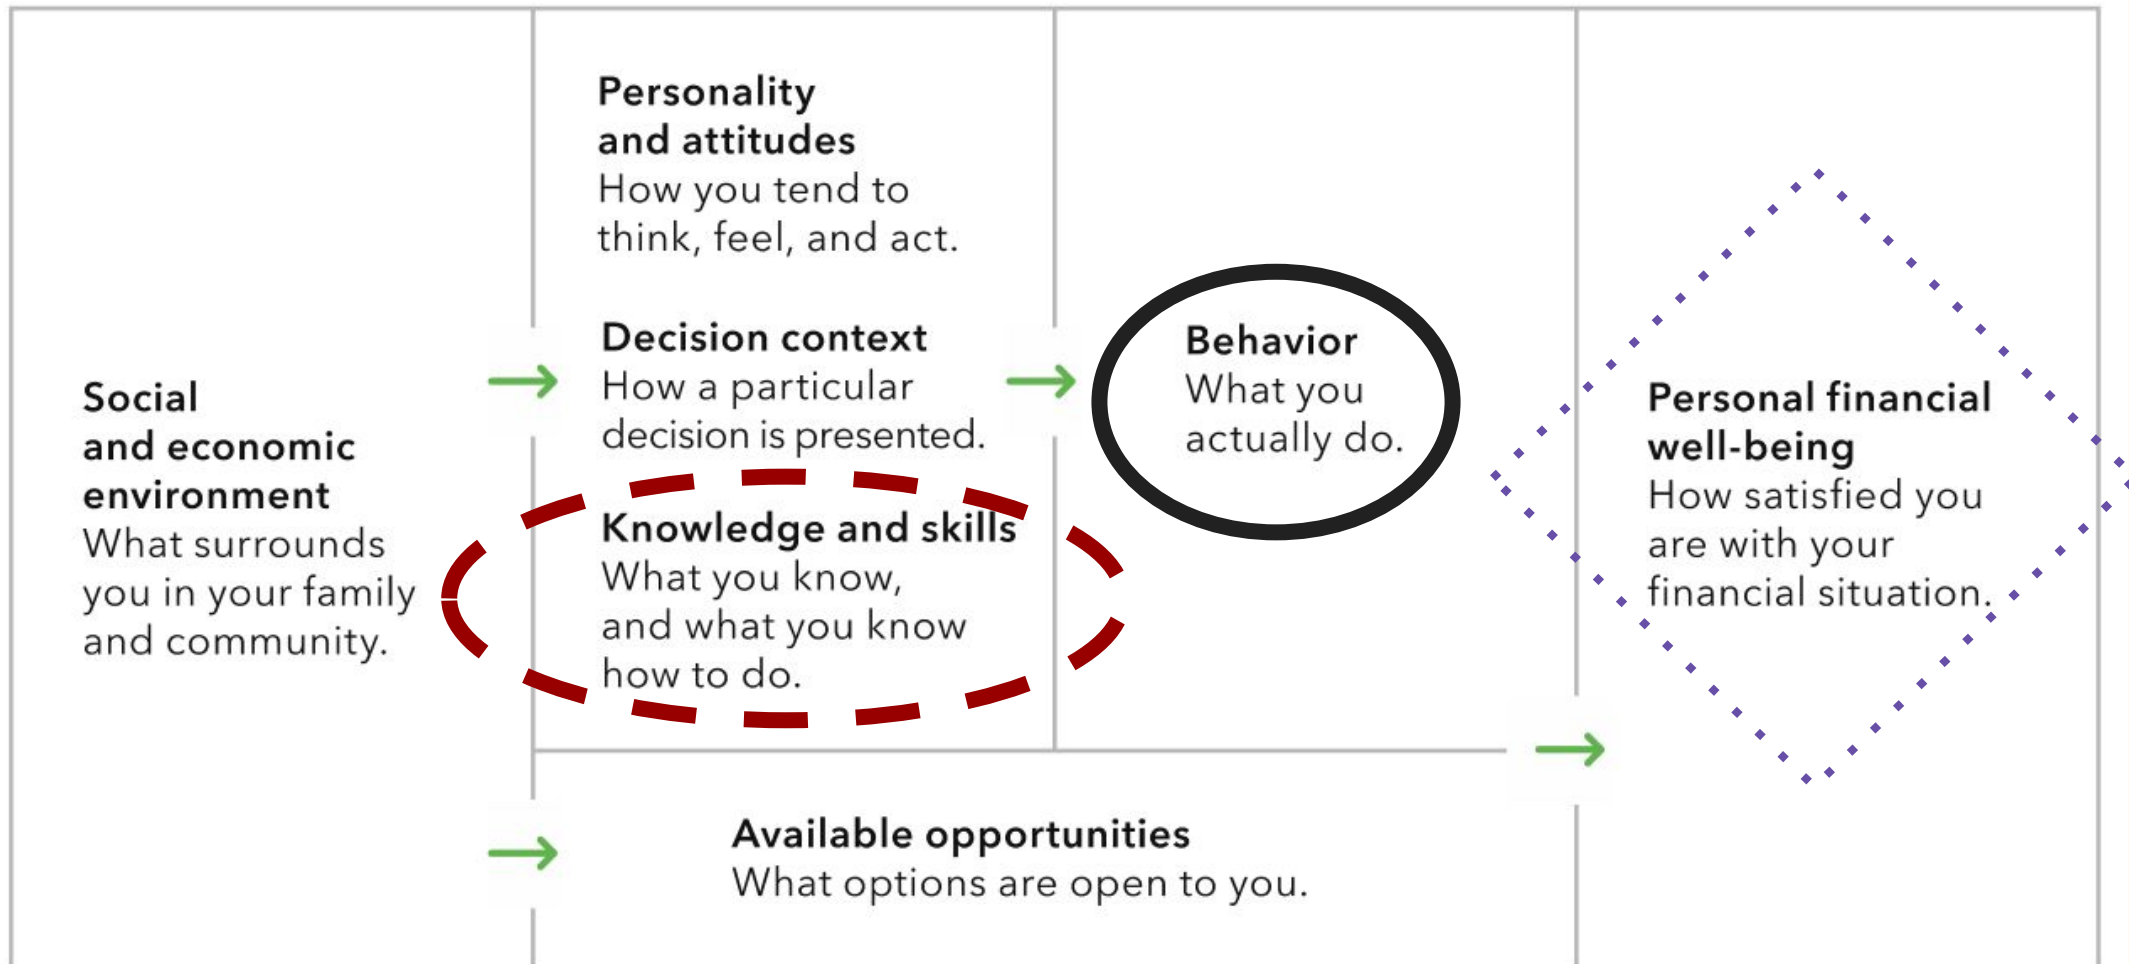 Social
and economic
environment
What surrounds
you in your family
and community.
Personality
and attitudes
How you tend to
think, feel, and act.
Decision context
How a particular
decision is presented.
Knowledge and skills
What you know,
and what you know
how to do.
Behavior
What you
actually do.
Available opportunities
What options are open to you.
Personal financial
well-being
How satisfied you
are with your
financial situation.